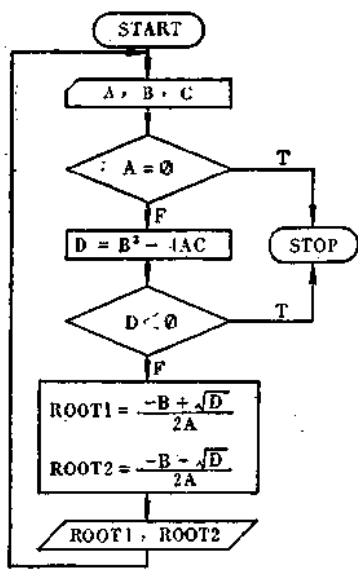 START
A, B, C
A = Ø
T
F
D = B² − 4AC
STOP
D < Ø
T
F
ROOT1 = −B + √D / 2A
ROOT2 = −B − √D / 2A
ROOT1, ROOT2